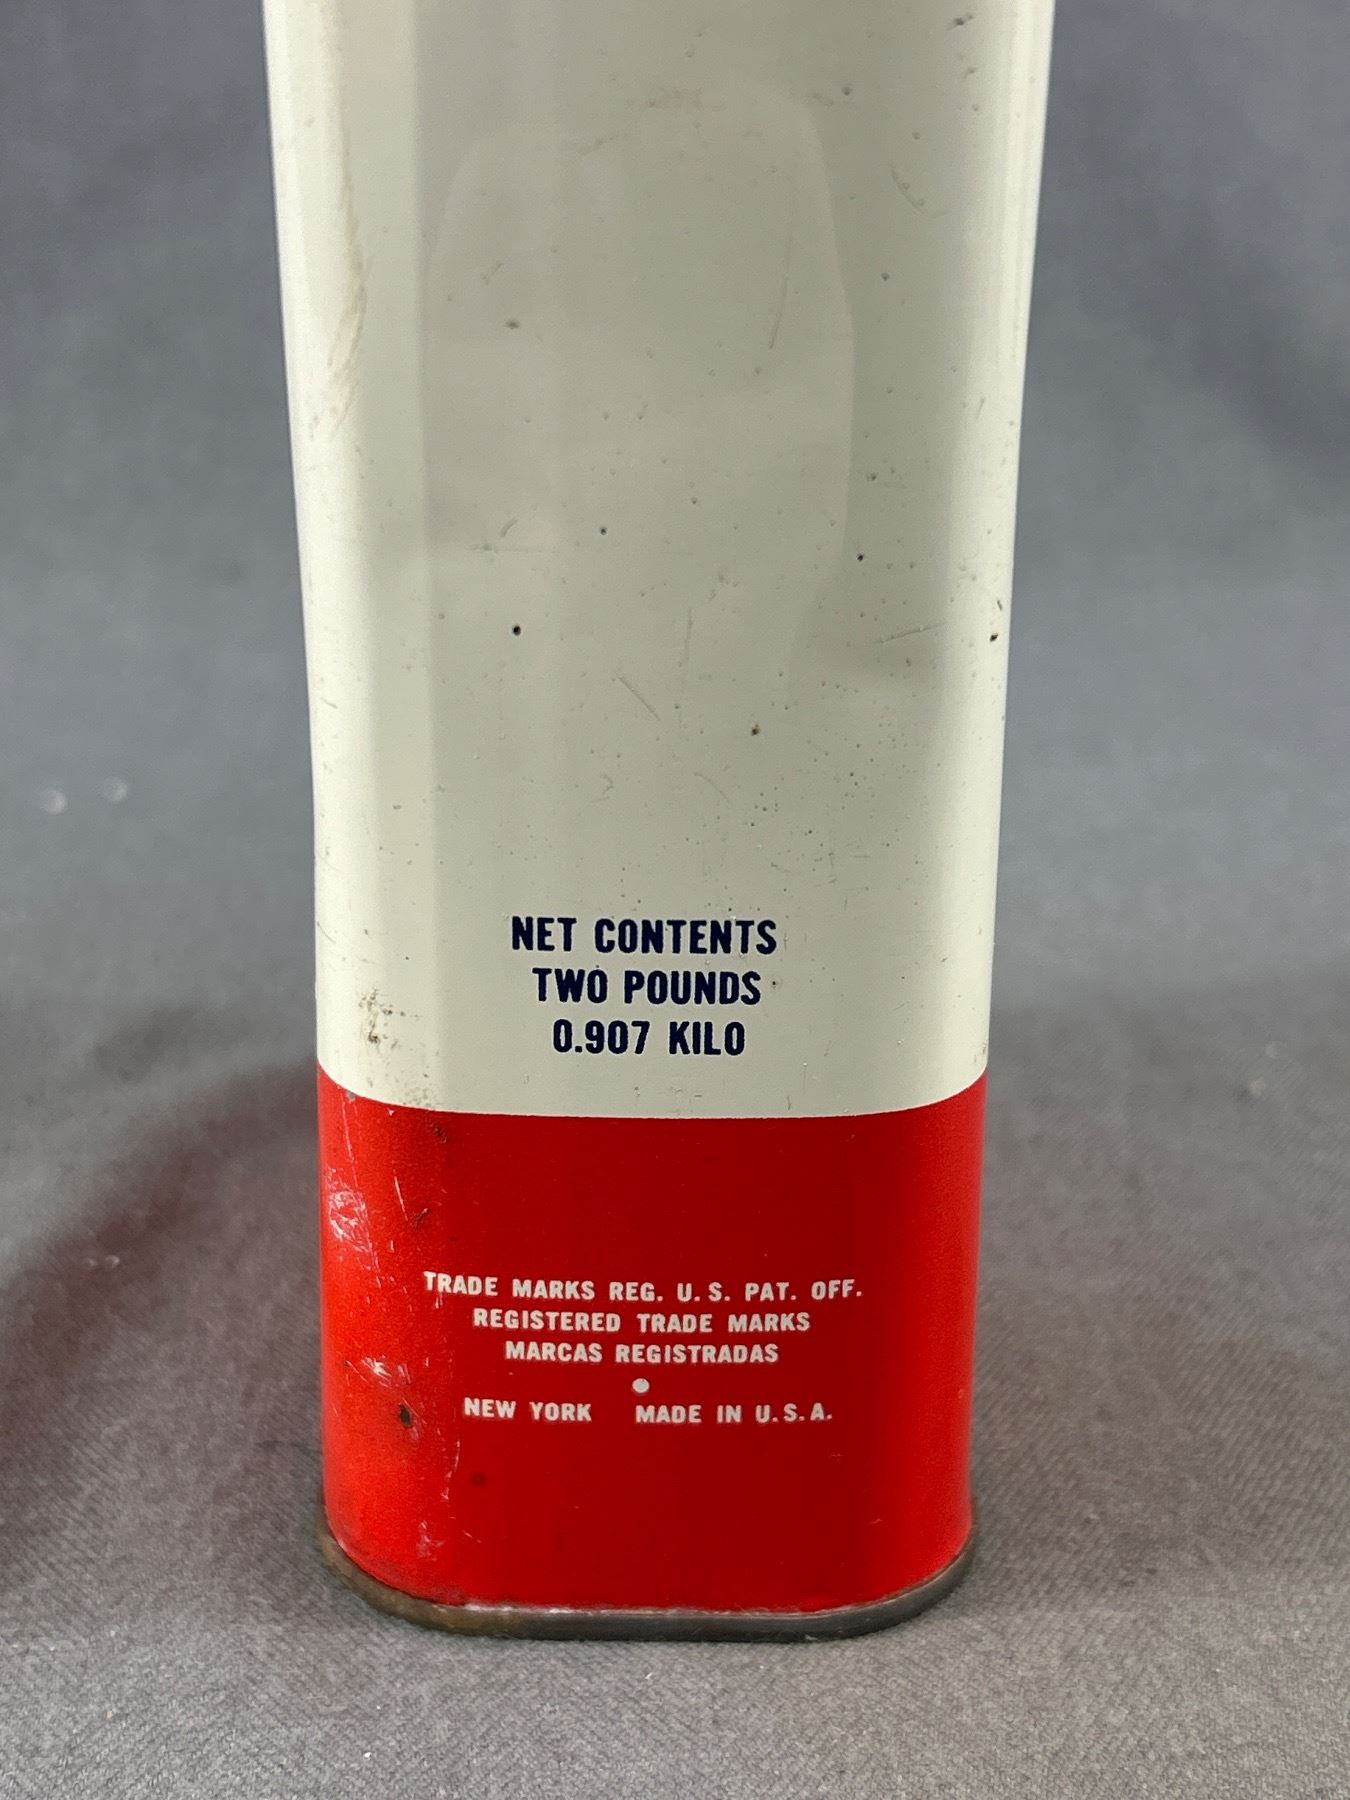 NET CONTENTS
TWO POUNDS
0.907 KILO
TRADE MARKS REG. U.S. PAT. OFF.
REGISTERED TRADE MARKS
MARCAS REGISTRADAS
NEW YORK MADE IN U.S.A.